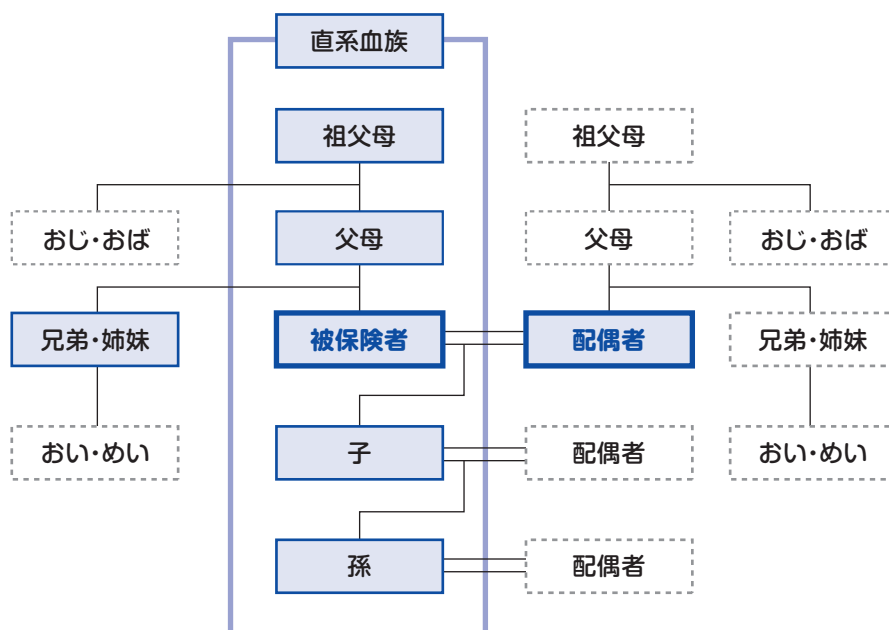 直系血族
祖父母
祖父母
おじ・おば
父母
父母
おじ・おば
兄弟・姉妹
被保険者
配偶者
兄弟・姉妹
おい・めい
子
配偶者
おい・めい
孫
配偶者